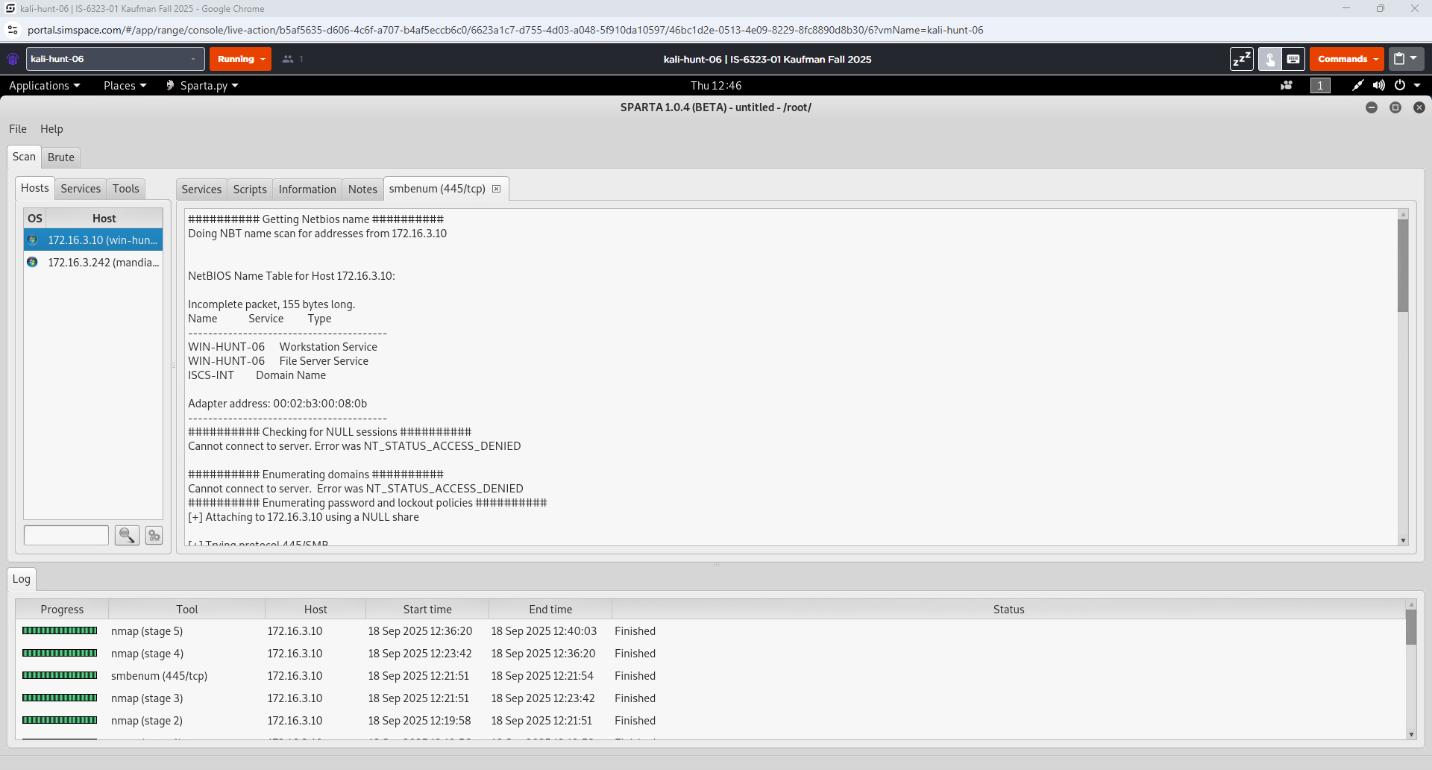 kali-hunt-06 | IS-6323-01 Kaufman Fall 2025 - Google Chrome
portal.simspace.com/#/app/range/console/live-action/b5af5635-d606-4c6f-a707-b4af5eccb6c0/6623a1c7-d755-4d03-a048-5f910da10597/46bc1d2e-0513-4e09-8229-8fc8890d8b30/6?vmName=kali-hunt-06
kali-hunt-06 Running 1 kali-hunt-06 | IS-6323-01 Kaufman Fall 2025 zZZ Commands
Applications Places Sparta.py Thu 12:46 1
SPARTA 1.0.4 (BETA) - untitled - /root/
File Help
Scan Brute
Hosts Services Tools
OS Host
172.16.3.10 (win-hun...
172.16.3.242 (mandia...
Services Scripts Information Notes smbenum (445/tcp)
########## Getting Netbios name ##########
Doing NBT name scan for addresses from 172.16.3.10
NetBIOS Name Table for Host 172.16.3.10:
Incomplete packet, 155 bytes long.
Name Service Type
----------------------------------------
WIN-HUNT-06 Workstation Service
WIN-HUNT-06 File Server Service
ISCS-INT Domain Name
Adapter address: 00:02:b3:00:08:0b
----------------------------------------
########## Checking for NULL sessions ##########
Cannot connect to server. Error was NT_STATUS_ACCESS_DENIED
########## Enumerating domains ##########
Cannot connect to server. Error was NT_STATUS_ACCESS_DENIED
########## Enumerating password and lockout policies ##########
[+] Attaching to 172.16.3.10 using a NULL share
[+] Trying protocol 445/SMB
Log
Progress Tool Host Start time End time Status
nmap (stage 5) 172.16.3.10 18 Sep 2025 12:36:20 18 Sep 2025 12:40:03 Finished
nmap (stage 4) 172.16.3.10 18 Sep 2025 12:23:42 18 Sep 2025 12:36:20 Finished
smbenum (445/tcp) 172.16.3.10 18 Sep 2025 12:21:51 18 Sep 2025 12:21:54 Finished
nmap (stage 3) 172.16.3.10 18 Sep 2025 12:21:51 18 Sep 2025 12:23:42 Finished
nmap (stage 2) 172.16.3.10 18 Sep 2025 12:19:58 18 Sep 2025 12:21:51 Finished